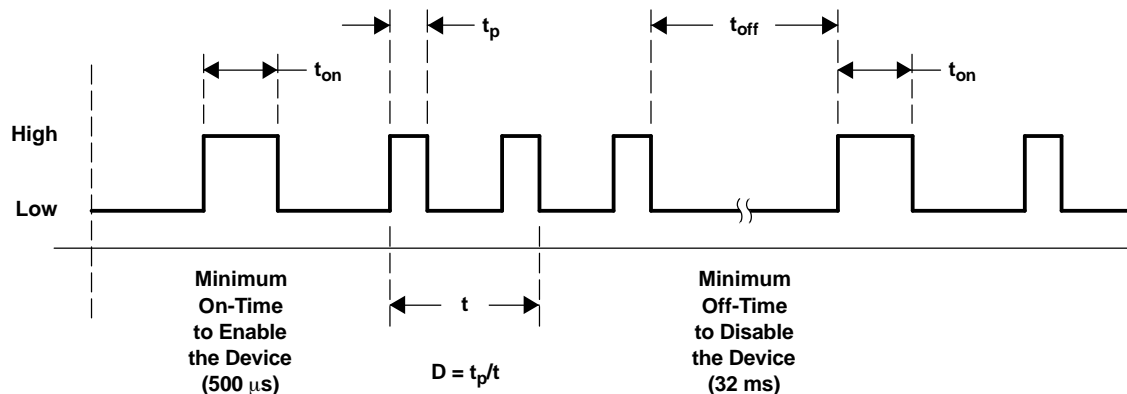 tp
toff
ton
ton
High
Low
Minimum
On-Time
to Enable
the Device
(500 μs)
t
D = tp/t
Minimum
Off-Time
to Disable
the Device
(32 ms)